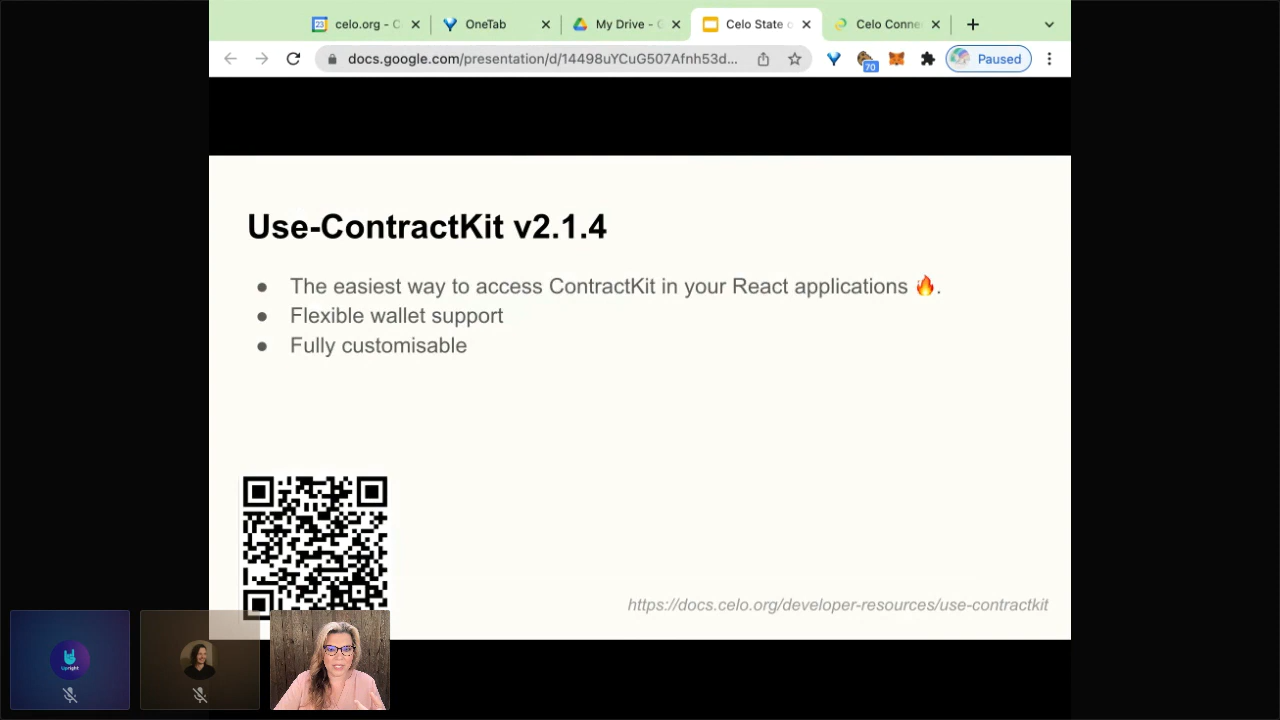 celo.org - C
OneTab
My Drive - G
Celo State o
Celo Conne
docs.google.com/presentation/d/14498uYCuG507Afnh53d...
70
Paused
Use-ContractKit v2.1.4
● The easiest way to access ContractKit in your React applications 🔥.
● Flexible wallet support
● Fully customisable
https://docs.celo.org/developer-resources/use-contractkit
Upright